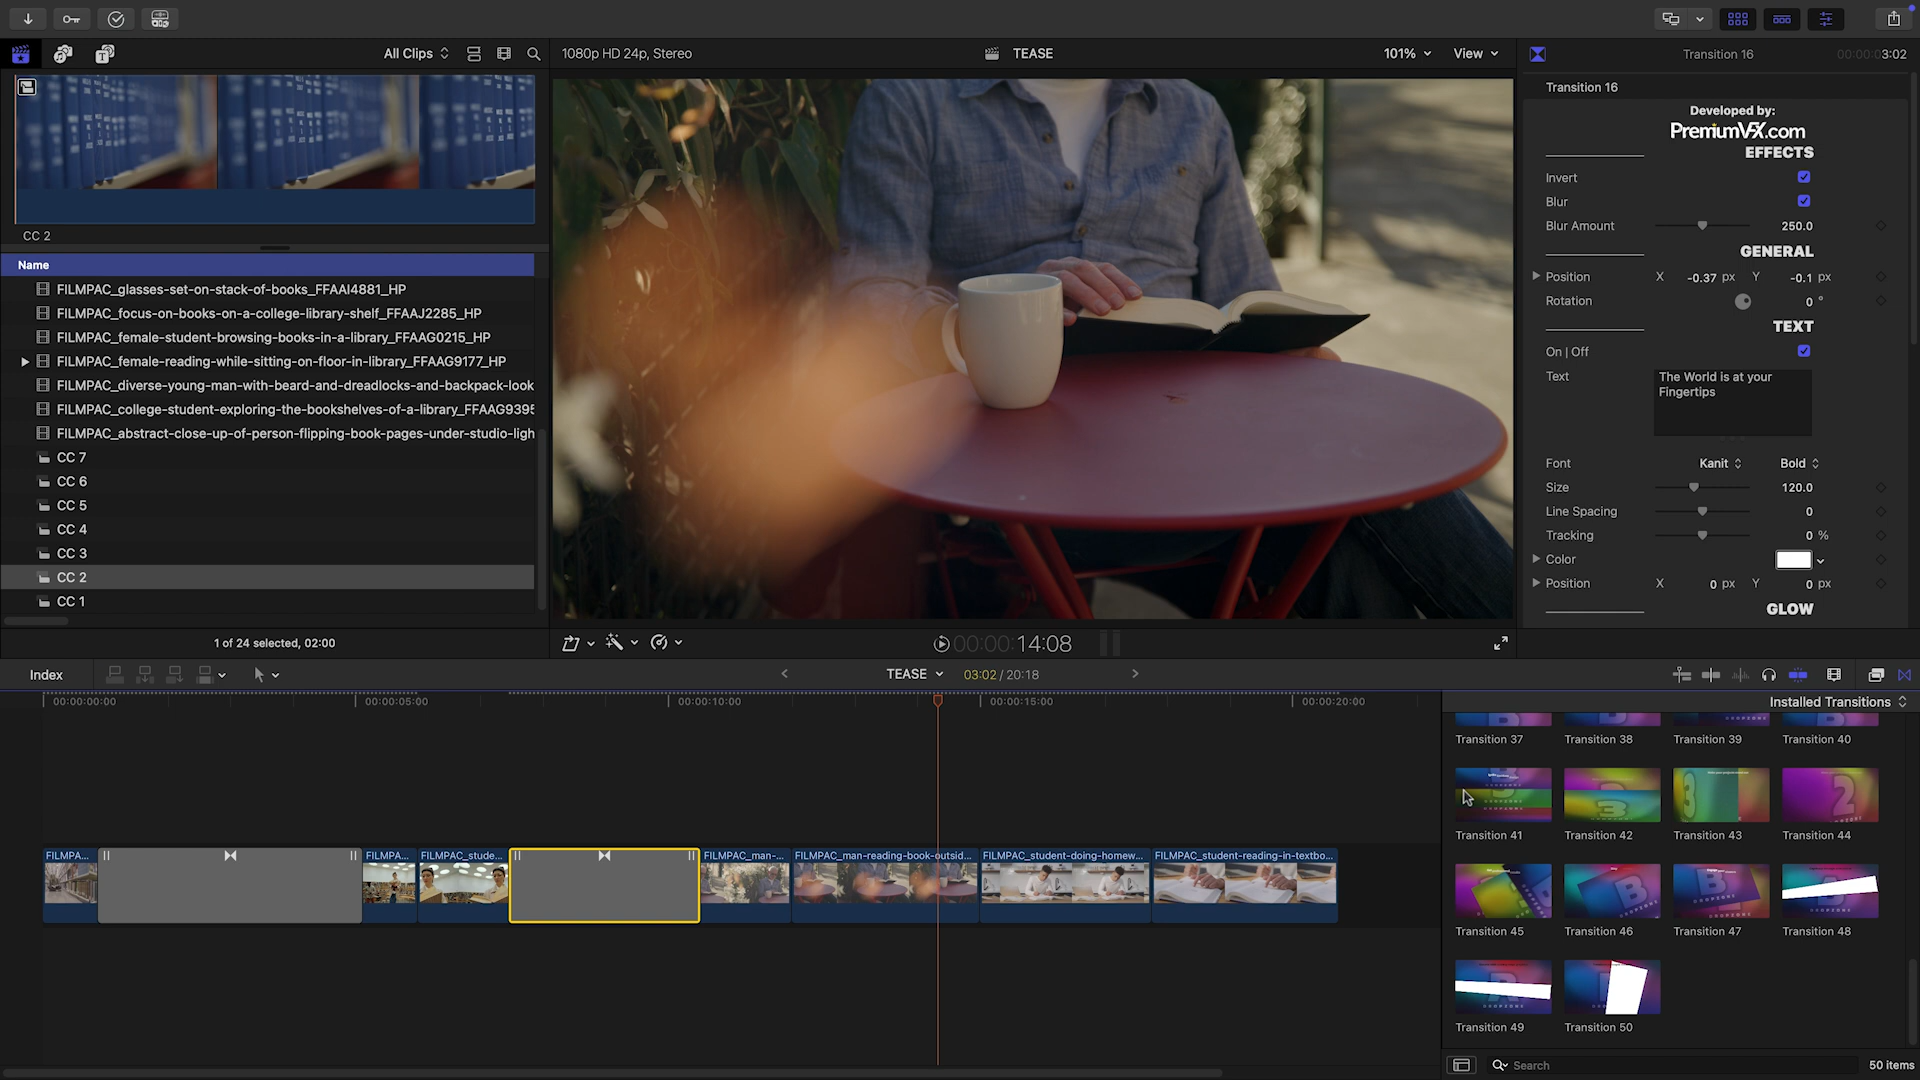 All Clips
1080p HD 24p, Stereo
TEASE
101%
View
Transition 16
00:00:03:02
CC 2
Name
FILMPAC_glasses-set-on-stack-of-books_FFAAI4881_HP
FILMPAC_focus-on-books-on-a-college-library-shelf_FFAAJ2285_HP
FILMPAC_female-student-browsing-books-in-a-library_FFAAG0215_HP
FILMPAC_female-reading-while-sitting-on-floor-in-library_FFAAG9177_HP
FILMPAC_diverse-young-man-with-beard-and-dreadlocks-and-backpack-look
FILMPAC_college-student-exploring-the-bookshelves-of-a-library_FFAAG9395
FILMPAC_abstract-close-up-of-person-flipping-book-pages-under-studio-ligh
CC 7
CC 6
CC 5
CC 4
CC 3
CC 2
CC 1
1 of 24 selected, 02:00
00:00:00:14:08
Transition 16
Developed by:
PremiumVX.com
EFFECTS
Invert
Blur
Blur Amount 250.0
GENERAL
Position X -0.37 px Y -0.1 px
Rotation 0 °
TEXT
On | Off
Text The World is at your
Fingertips
Font Kanit Bold
Size 120.0
Line Spacing 0
Tracking 0 %
Color
Position X 0 px Y 0 px
GLOW
Index
TEASE
03:02 / 20:18
00:00:00:00
00:00:05:00
00:00:10:00
00:00:15:00
00:00:20:00
FILMPA...
FILMPA...
FILMPAC_stude...
FILMPAC_man-...
FILMPAC_man-reading-book-outsid...
FILMPAC_student-doing-homew...
FILMPAC_student-reading-in-textbo...
Installed Transitions
Transition 37
Transition 38
Transition 39
Transition 40
Transition 41
Transition 42
Transition 43
Transition 44
Transition 45
Transition 46
Transition 47
Transition 48
Transition 49
Transition 50
Search
50 items